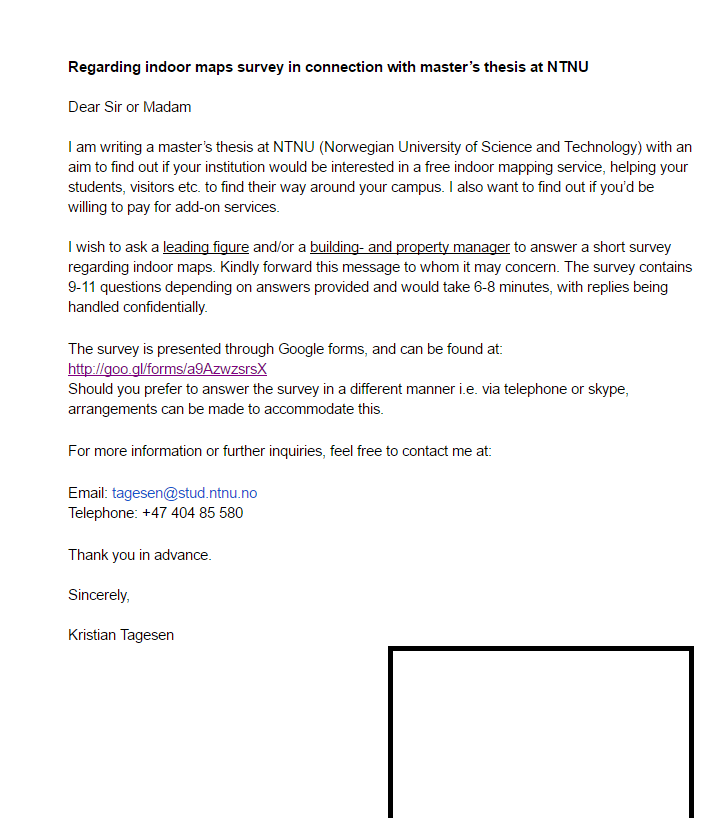 Regarding indoor maps survey in connection with master's thesis at NTNU
Dear Sir or Madam
I am writing a master's thesis at NTNU (Norwegian University of Science and Technology) with an
aim to find out if your institution would be interested in a free indoor mapping service, helping your
students, visitors etc. to find their way around your campus. I also want to find out if you'd be
willing to pay for add-on services.
I wish to ask a leading figure and/or a building- and property manager to answer a short survey
regarding indoor maps. Kindly forward this message to whom it may concern. The survey contains
9-11 questions depending on answers provided and would take 6-8 minutes, with replies being
handled confidentially.
The survey is presented through Google forms, and can be found at:
http://goo.gl/forms/a9AzwzsrsX
Should you prefer to answer the survey in a different manner i.e. via telephone or skype,
arrangements can be made to accommodate this.
For more information or further inquiries, feel free to contact me at:
Email: tagesen@stud.ntnu.no
Telephone: +47 404 85 580
Thank you in advance.
Sincerely,
Kristian Tagesen